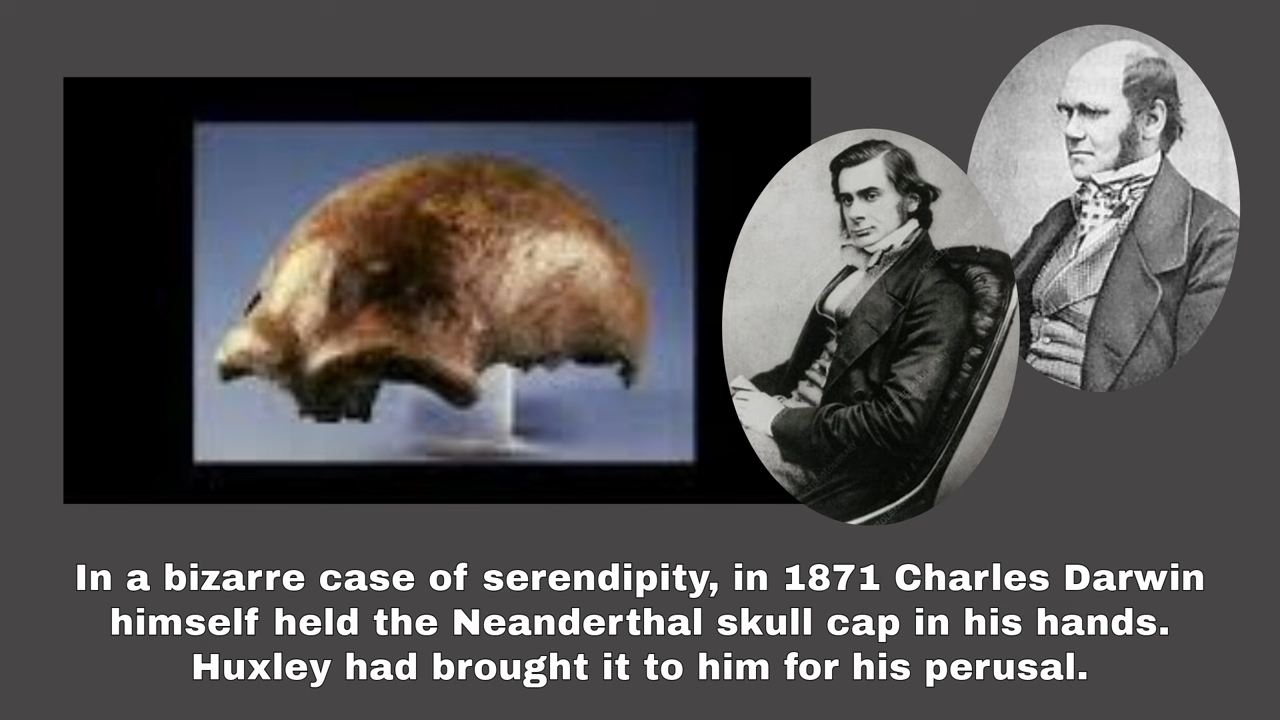 In a bizarre case of serendipity, in 1871 Charles Darwin
himself held the Neanderthal skull cap in his hands.
Huxley had brought it to him for his perusal.